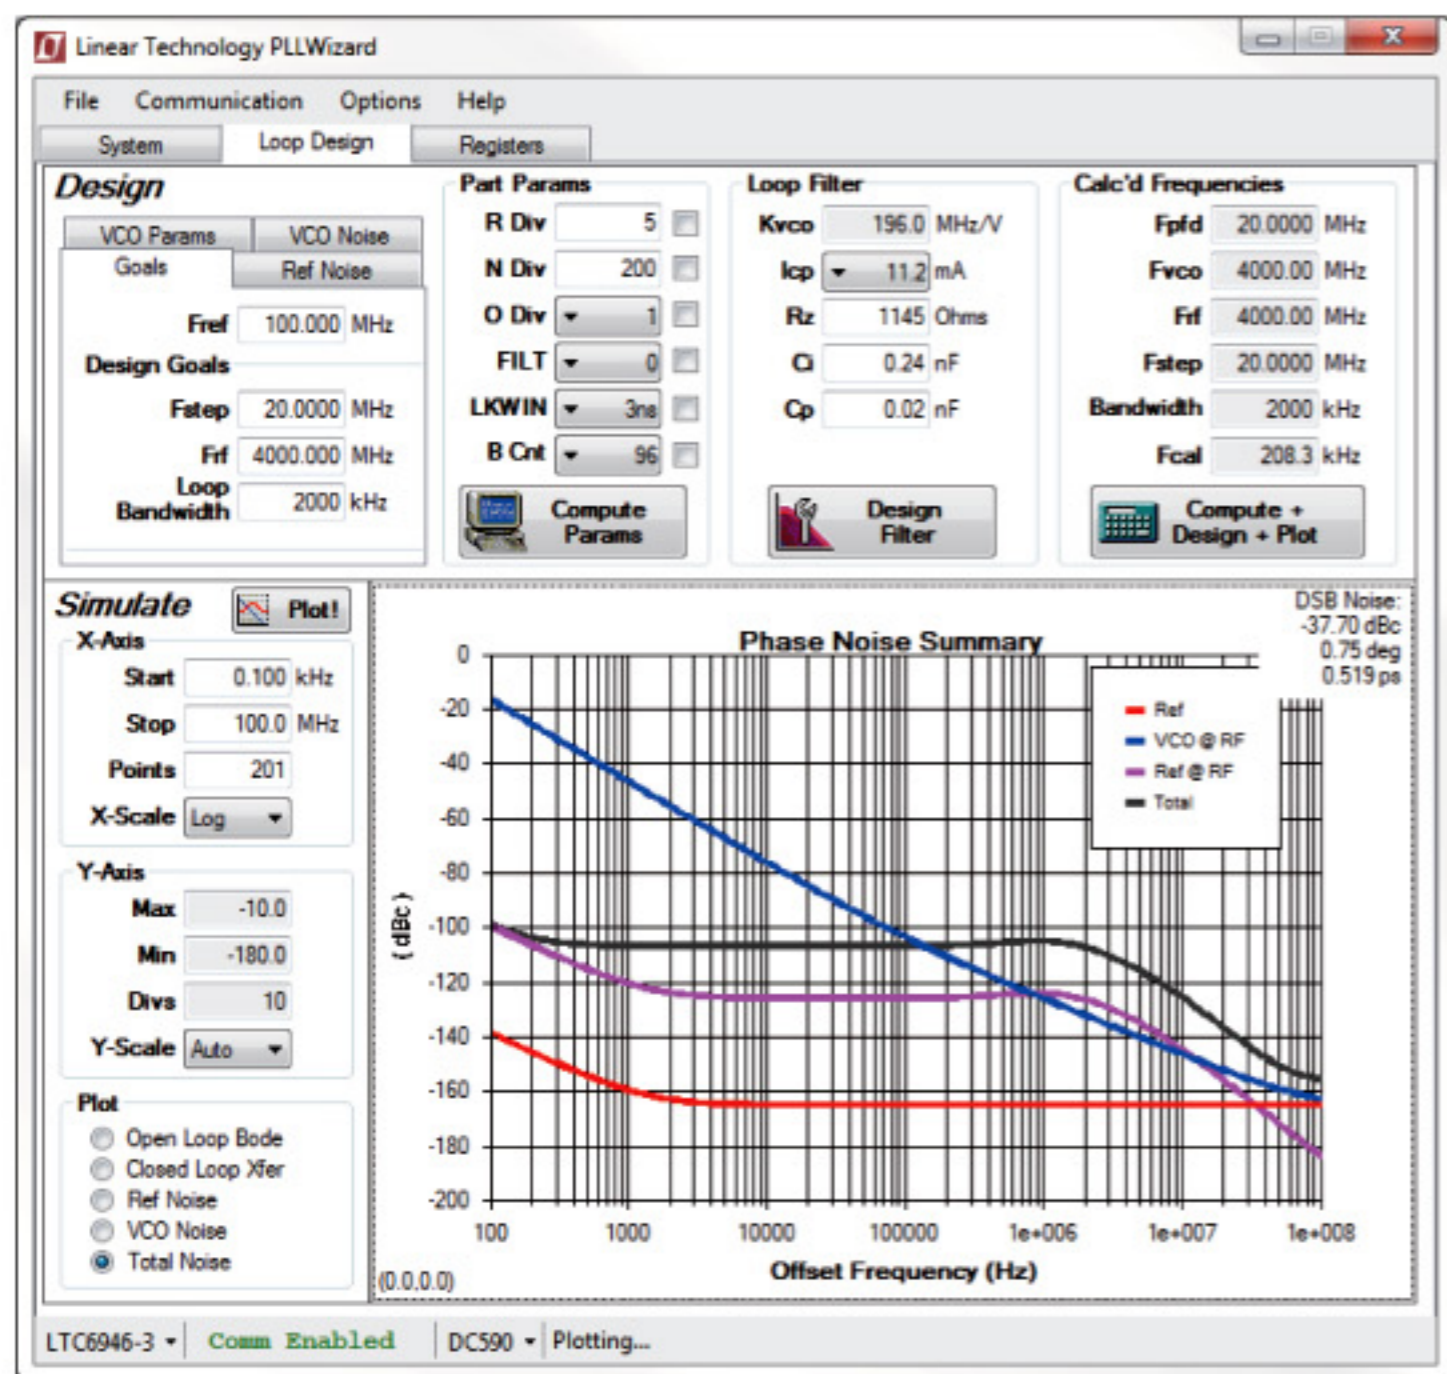 Linear Technology PLLWizard
File Communication Options Help
System Loop Design Registers
Design
VCO Params VCO Noise
Goals Ref Noise
Fref 100.000 MHz
Design Goals
Fstep 20.0000 MHz
Frf 4000.000 MHz
Loop
Bandwidth 2000 kHz
Part Params
R Div 5
N Div 200
O Div 1
FILT 0
LKWIN 3ns
B Cnt 96
Compute
Params
Loop Filter
Kvco 196.0 MHz/V
Icp 11.2 mA
Rz 1145 Ohms
Ci 0.24 nF
Cp 0.02 nF
Design
Filter
Calc'd Frequencies
Fpfd 20.0000 MHz
Fvco 4000.00 MHz
Frf 4000.00 MHz
Fstep 20.0000 MHz
Bandwidth 2000 kHz
Fcal 208.3 kHz
Compute +
Design + Plot
Simulate Plot!
X-Axis
Start 0.100 kHz
Stop 100.0 MHz
Points 201
X-Scale Log
Y-Axis
Max -10.0
Min -180.0
Divs 10
Y-Scale Auto
Plot
Open Loop Bode
Closed Loop Xfer
Ref Noise
VCO Noise
Total Noise
DSB Noise:
-37.70 dBc
0.75 deg
0.519 ps
Phase Noise Summary
Ref
VCO @ RF
Ref @ RF
Total
( dBc )
0
-20
-40
-60
-80
-100
-120
-140
-160
-180
-200
100 1000 10000 100000 1e+006 1e+007 1e+008
Offset Frequency (Hz)
(0.0,0.0)
LTC6946-3 Comm Enabled DC590 Plotting...